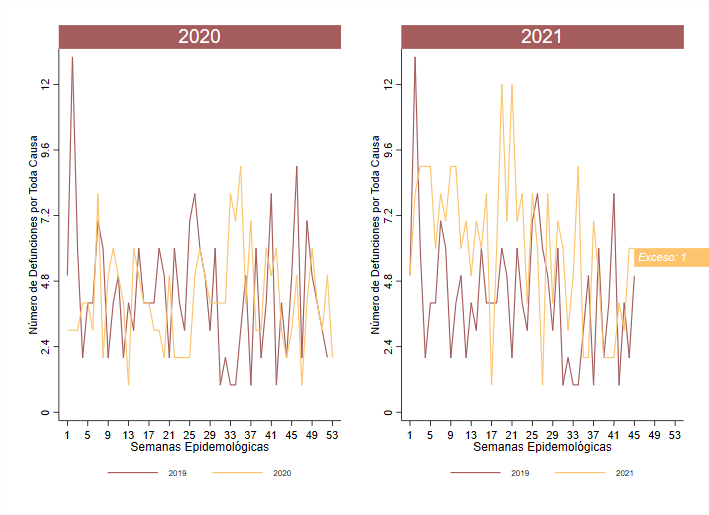 2020
Número de Defunciones por Toda Causa
12
9.6
7.2
4.8
2.4
0
1 5 9 13 17 21 25 29 33 37 41 45 49 53
Semanas Epidemológicas
2019 2020
2021
Número de Defunciones por Toda Causa
12
9.6
7.2
4.8
2.4
0
Exceso: 1
1 5 9 13 17 21 25 29 33 37 41 45 49 53
Semanas Epidemológicas
2019 2021